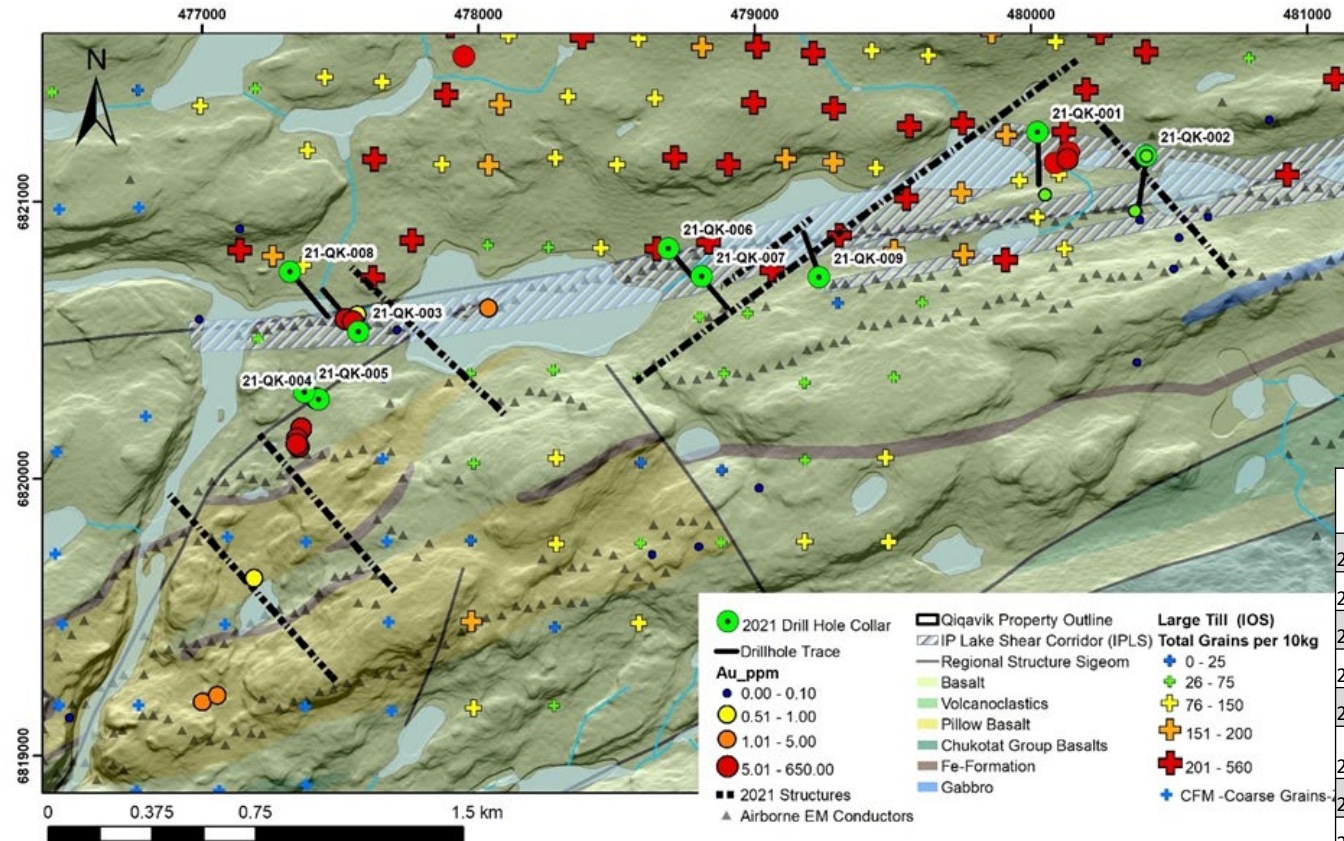 477000 478000 479000 480000 481000
N
21-QK-001
21-QK-002
6821000
21-QK-006
21-QK-008
21-QK-007
21-QK-009
21-QK-003
21-QK-005
21-QK-004
6820000
6819000
2021 Drill Hole Collar
Drillhole Trace
Au_ppm
0.00 - 0.10
0.51 - 1.00
1.01 - 5.00
5.01 - 650.00
2021 Structures
Airborne EM Conductors
Qiqavik Property Outline
IP Lake Shear Corridor (IPLS)
Regional Structure Sigeom
Basalt
Volcanoclastics
Pillow Basalt
Chukotat Group Basalts
Fe-Formation
Gabbro
Large Till (IOS)
Total Grains per 10kg
0 - 25
26 - 75
76 - 150
151 - 200
201 - 560
CFM -Coarse Grains-
0 0.375 0.75 1.5 km